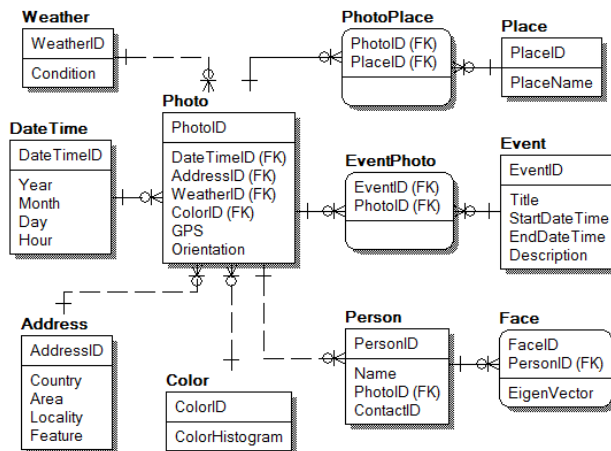 Weather
WeatherID
Condition
PhotoPlace
PhotoID (FK)
PlaceID (FK)
Place
PlaceID
PlaceName
DateTime
DateTimeID
Year
Month
Day
Hour
Photo
PhotoID
DateTimeID (FK)
AddressID (FK)
WeatherID (FK)
ColorID (FK)
GPS
Orientation
EventPhoto
EventID (FK)
PhotoID (FK)
Event
EventID
Title
StartDateTime
EndDateTime
Description
Address
AddressID
Country
Area
Locality
Feature
Color
ColorID
ColorHistogram
Person
PersonID
Name
PhotoID (FK)
ContactID
Face
FaceID
PersonID (FK)
EigenVector